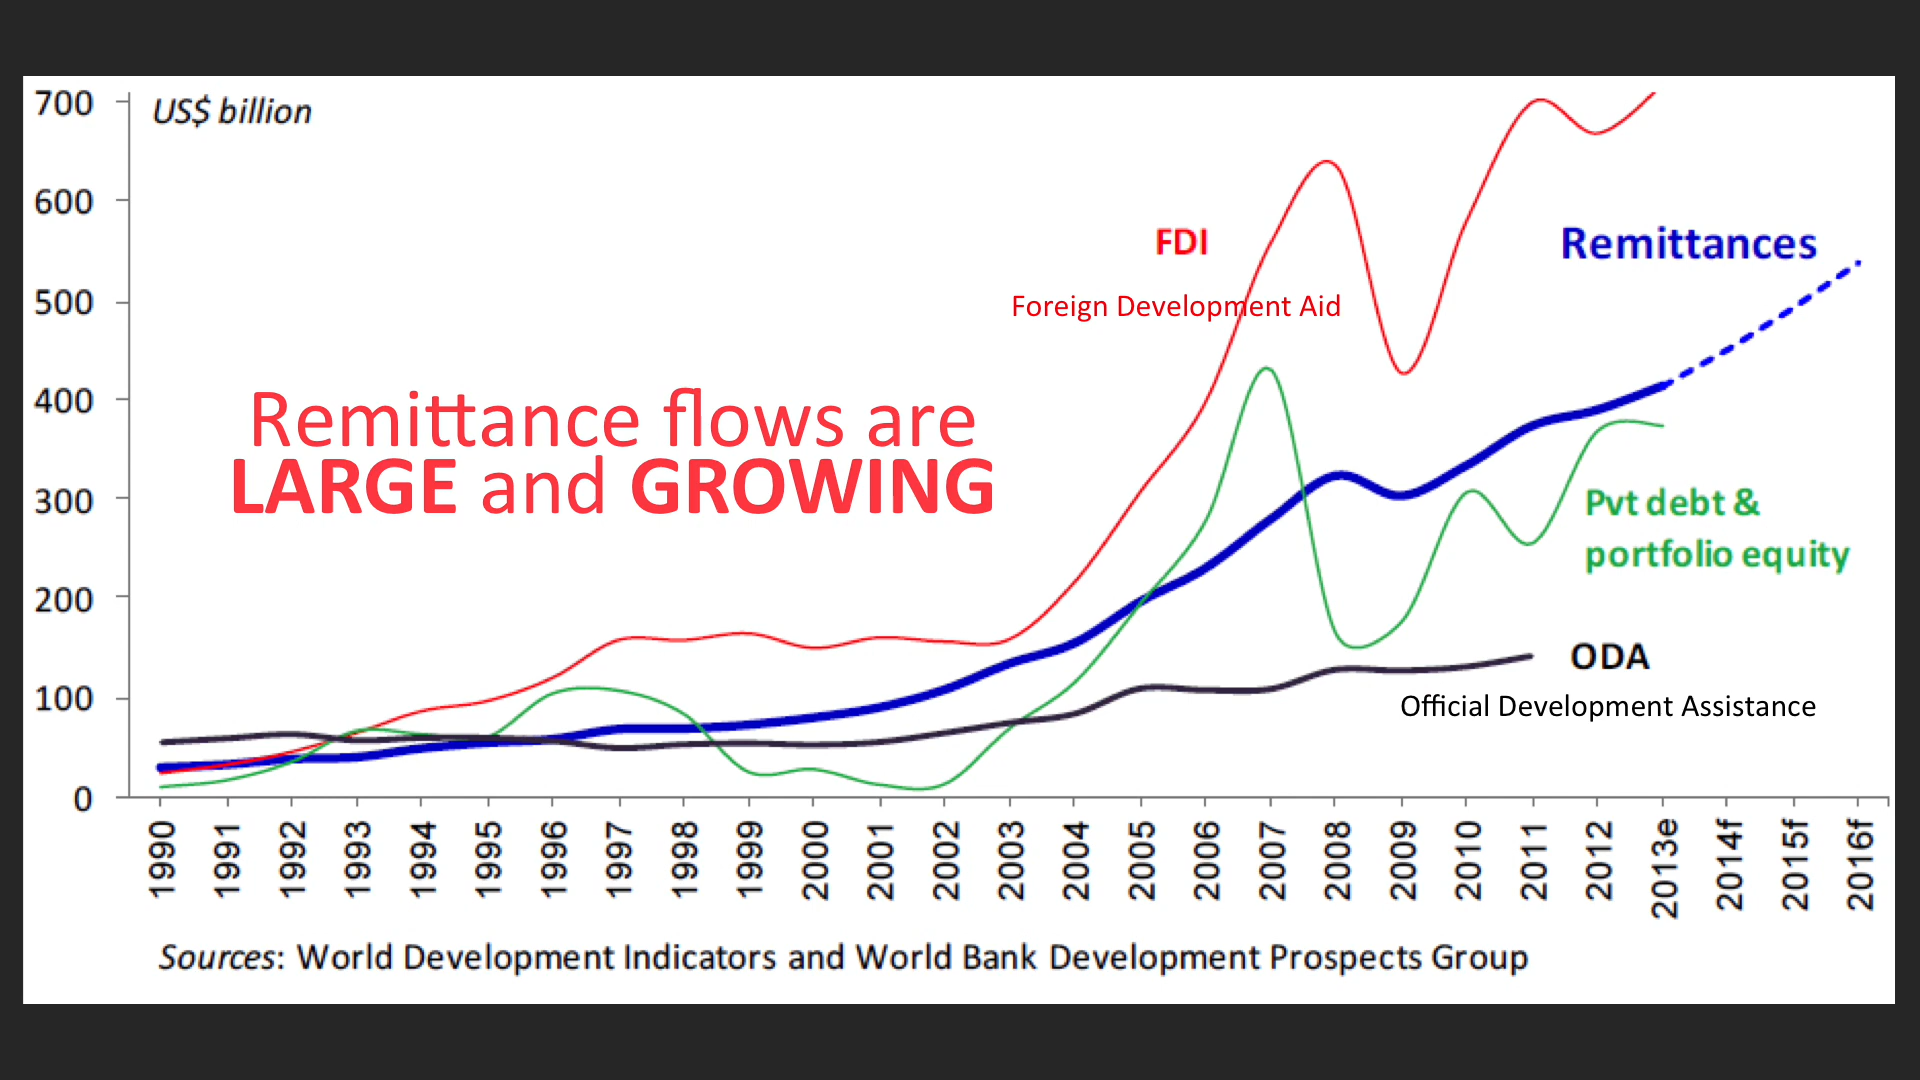 700
US$ billion
600
500
400
300
200
100
0
FDI
Foreign Development Aid
Remittances
Remittance flows are
LARGE and GROWING
Pvt debt &
portfolio equity
ODA
Official Development Assistance
1990
1991
1992
1993
1994
1995
1996
1997
1998
1999
2000
2001
2002
2003
2004
2005
2006
2007
2008
2009
2010
2011
2012
2013e
2014f
2015f
2016f
Sources: World Development Indicators and World Bank Development Prospects Group